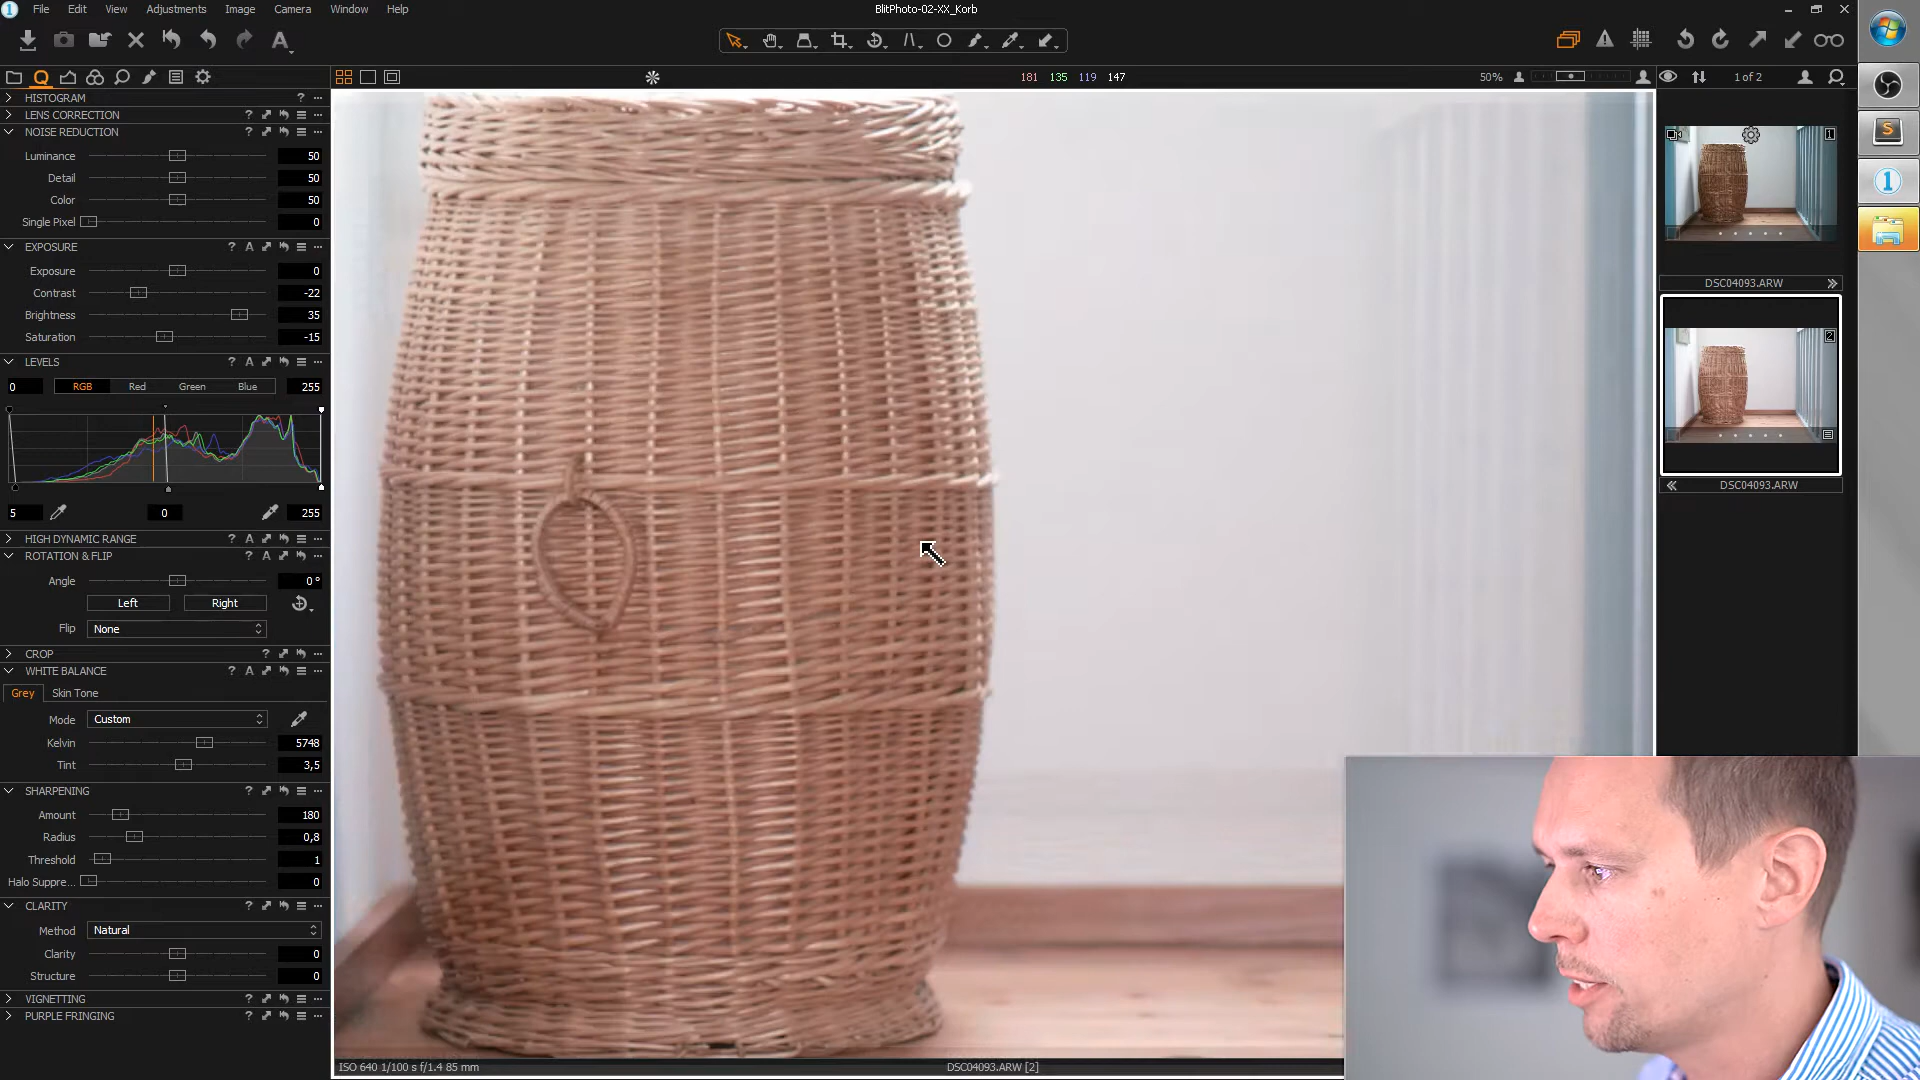 File Edit View Adjustments Image Camera Window Help
BlitPhoto-02-XX_Korb
181 135 119 147
50%
1 of 2
HISTOGRAM
LENS CORRECTION
NOISE REDUCTION
Luminance 50
Detail 50
Color 50
Single Pixel 0
EXPOSURE
Exposure 0
Contrast -22
Brightness 35
Saturation -15
LEVELS
0 RGB Red Green Blue 255
5 0 255
HIGH DYNAMIC RANGE
ROTATION & FLIP
Angle 0°
Left Right
Flip None
CROP
WHITE BALANCE
Grey Skin Tone
Mode Custom
Kelvin 5748
Tint 3,5
SHARPENING
Amount 180
Radius 0,8
Threshold 1
Halo Suppre... 0
CLARITY
Method Natural
Clarity 0
Structure 0
VIGNETTING
PURPLE FRINGING
ISO 640 1/100 s f/1.4 85 mm
DSC04093.ARW [2]
1
DSC04093.ARW
2
DSC04093.ARW